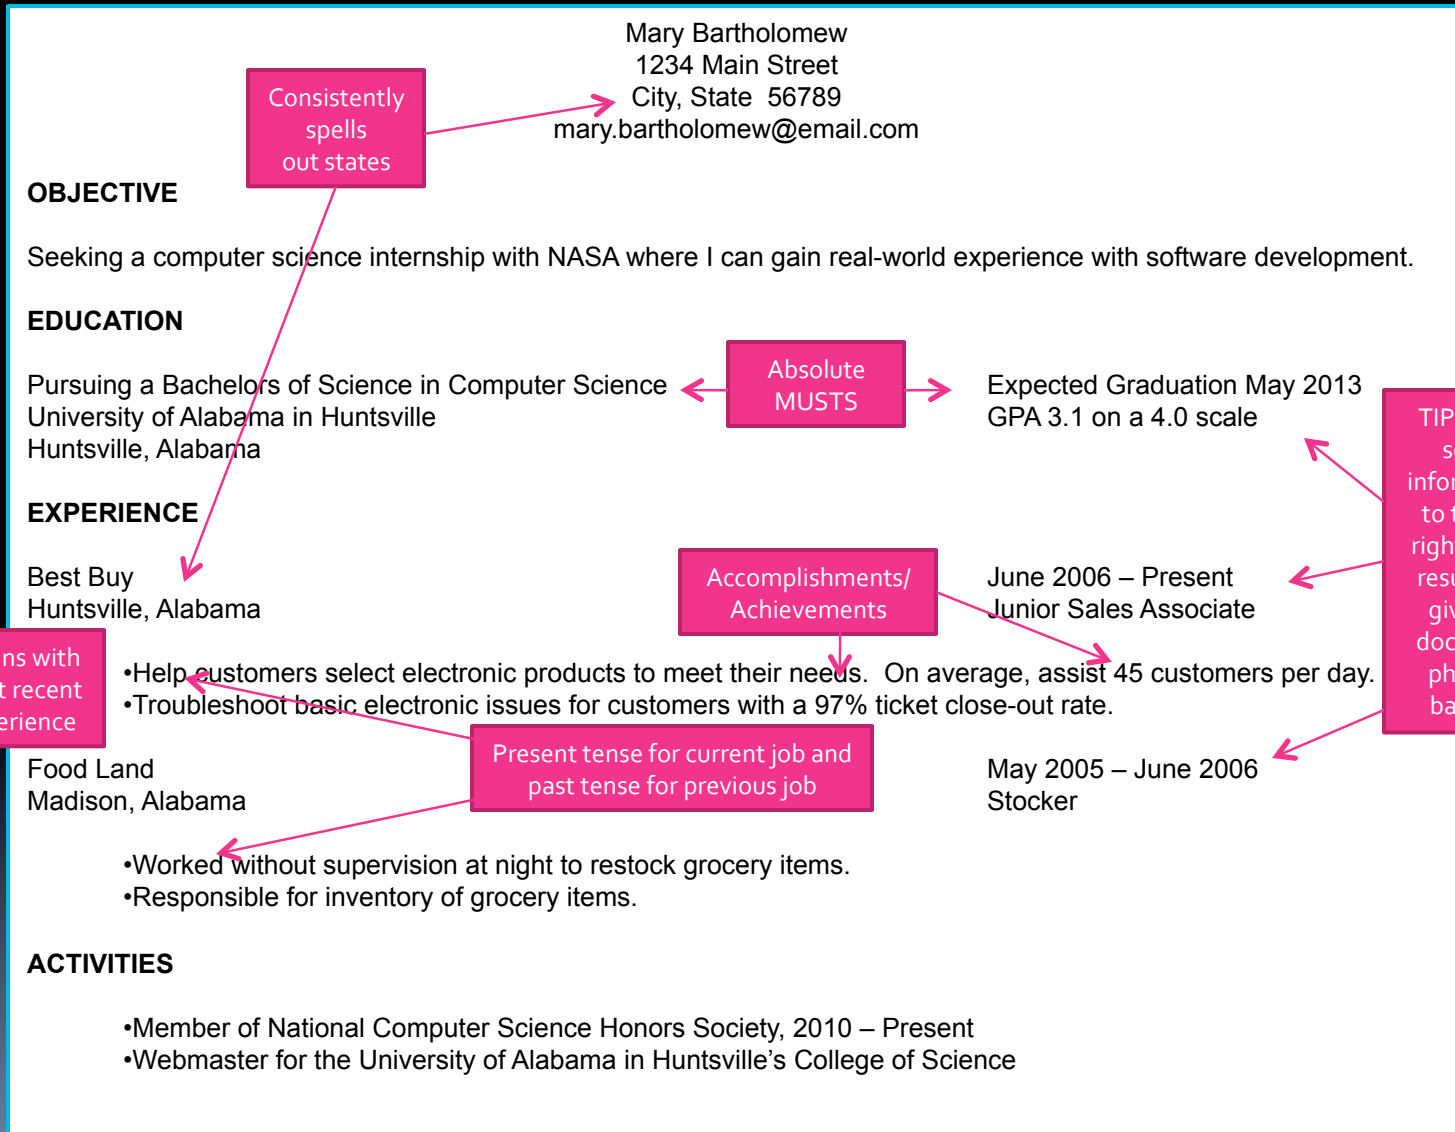 Mary Bartholomew
1234 Main Street
City, State  56789
mary.bartholomew@email.com
Consistently
spells
out states
OBJECTIVE
Seeking a computer science internship with NASA where I can gain real-world experience with software development.
EDUCATION
Pursuing a Bachelors of Science in Computer Science
University of Alabama in Huntsville
Huntsville, Alabama
Absolute
MUSTS
Expected Graduation May 2013
GPA 3.1 on a 4.0 scale
TIP
to
EXPERIENCE
Best Buy
Huntsville, Alabama
Accomplishments/
Achievements
June 2006 – Present
Junior Sales Associate
with
recent
•Help customers select electronic products to meet their needs.  On average, assist 45 customers per day.
•Troubleshoot basic electronic issues for customers with a 97% ticket close-out rate.
Present tense for current job and
past tense for previous job
Food Land
Madison, Alabama
May 2005 – June 2006
Stocker
•Worked without supervision at night to restock grocery items.
•Responsible for inventory of grocery items.
ACTIVITIES
•Member of National Computer Science Honors Society, 2010 – Present
•Webmaster for the University of Alabama in Huntsville’s College of Science